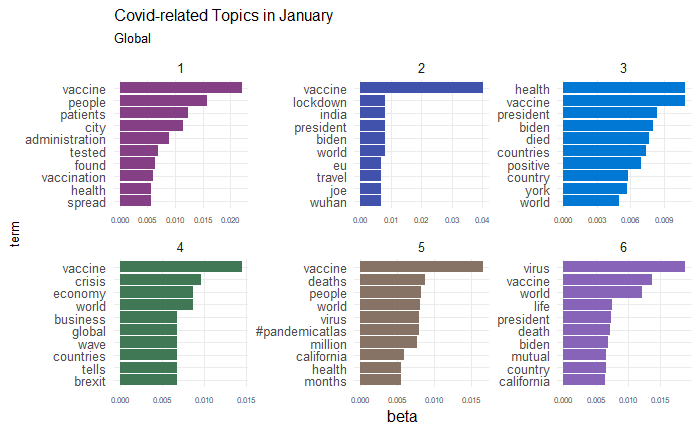 Covid-related Topics in January
Global
term
1
vaccine
people
patients
city
administration
tested
found
vaccination
health
spread
0.000 0.005 0.010 0.015 0.020
2
vaccine
lockdown
india
president
biden
world
eu
travel
joe
wuhan
0.00 0.01 0.02 0.03 0.04
3
health
vaccine
president
biden
died
countries
positive
country
york
world
0.000 0.003 0.006 0.009
4
vaccine
crisis
economy
world
business
global
wave
countries
tells
brexit
0.000 0.005 0.010 0.015
5
vaccine
deaths
people
world
virus
#pandemicatlas
million
california
health
months
0.000 0.005 0.010 0.015
6
virus
vaccine
world
life
president
death
biden
mutual
country
california
0.000 0.005 0.010 0.015
beta